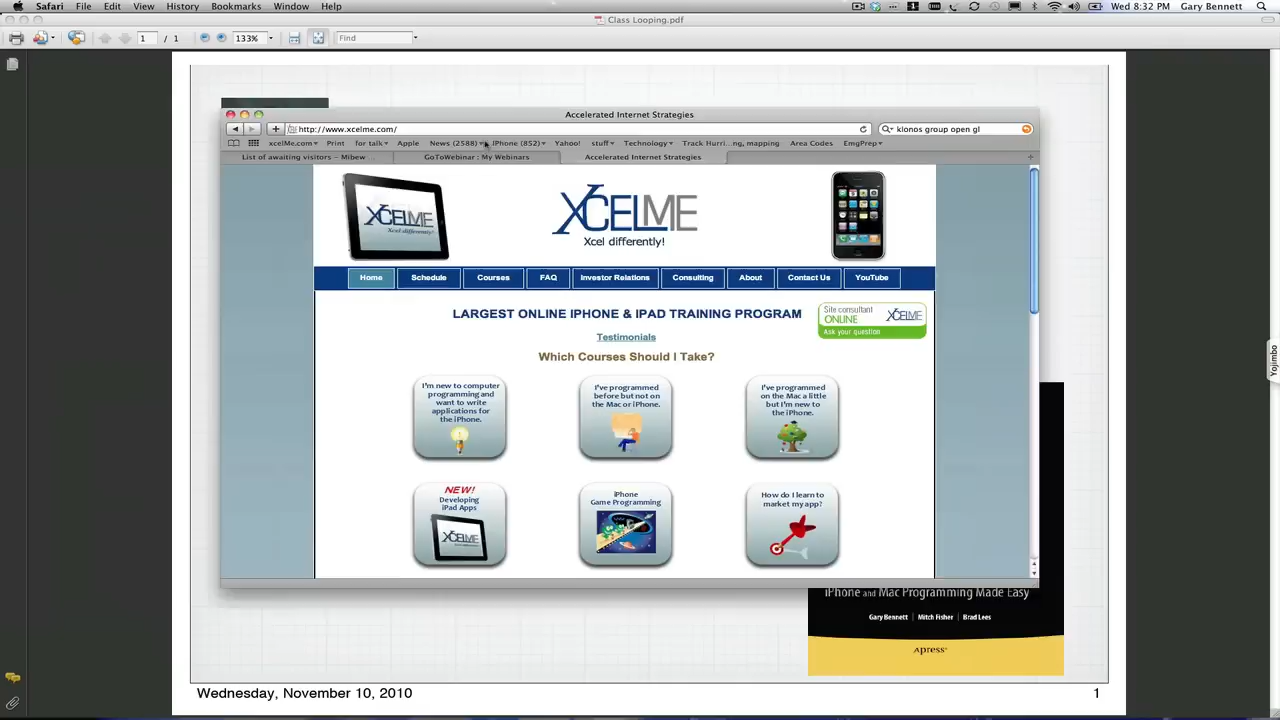 Safari File Edit View History Bookmarks Window Help
Wed 8:32 PM Gary Bennett
Class Looping.pdf
1 / 1 133% Find
Accelerated Internet Strategies
http://www.xcelme.com/
klonos group open gl
xcelMe.com Print for talk Apple News (2588) iPhone (852) Yahoo! stuff Technology Track Hurri...ng, mapping Area Codes EmgPrep
List of awaiting visitors – Mibew ...
GoToWebinar : My Webinars
Accelerated Internet Strategies
XCELME
Xcel differently!
XCELME
Xcel differently!
Home Schedule Courses FAQ Investor Relations Consulting About Contact Us YouTube
LARGEST ONLINE IPHONE & IPAD TRAINING PROGRAM
Site consultant
ONLINE
XCELME
Ask your question
Testimonials
Which Courses Should I Take?
I'm new to computer
programming and
want to write
applications for
the iPhone.
I've programmed
before but not on
the Mac or iPhone.
I've programmed
on the Mac a little
but I'm new to
the iPhone.
NEW!
Developing
iPad Apps
XCELME
iPhone
Game Programming
How do I learn to
market my app?
Yojimbo
iPhone and Mac Programming Made Easy
Gary Bennett | Mitch Fisher | Brad Lees
Apress®
Wednesday, November 10, 2010
1